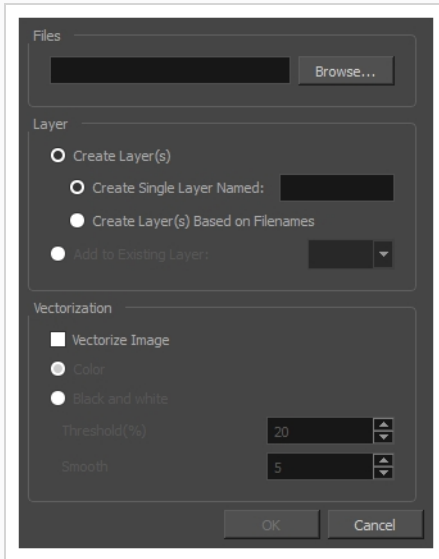 Files
Browse...
Layer
Create Layer(s)
Create Single Layer Named:
Create Layer(s) Based on Filenames
Add to Existing Layer:
Vectorization
Vectorize Image
Color
Black and white
Threshold(%) 20
Smooth 5
OK Cancel